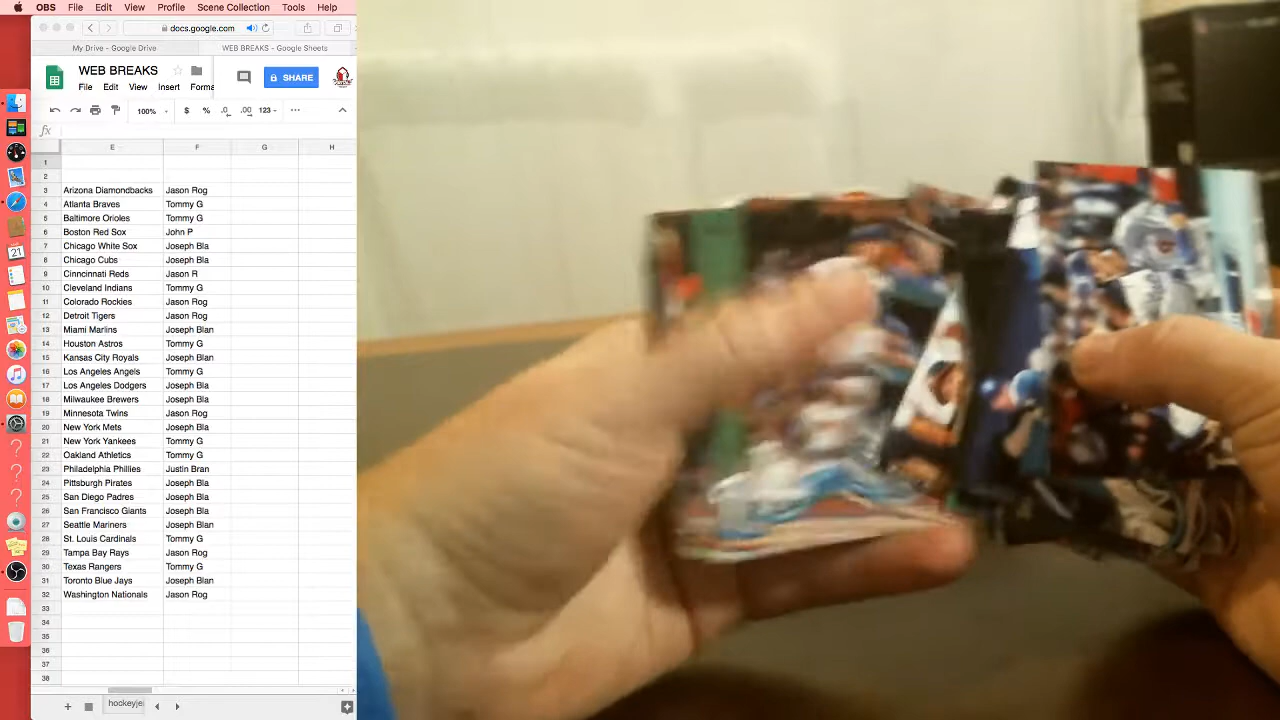 OBS File Edit View Profile Scene Collection Tools Help
docs.google.com
My Drive - Google Drive WEB BREAKS - Google Sheets
WEB BREAKS
SHARE
File Edit View Insert Forma
100% $ % .0 .00 123
fx
E F G H
1
2
3 Arizona Diamondbacks Jason Rog
4 Atlanta Braves Tommy G
5 Baltimore Orioles Tommy G
6 Boston Red Sox John P
7 Chicago White Sox Joseph Bla
8 Chicago Cubs Joseph Bla
9 Cinncinnati Reds Jason R
10 Cleveland Indians Tommy G
11 Colorado Rockies Jason Rog
12 Detroit Tigers Jason Rog
13 Miami Marlins Joseph Blan
14 Houston Astros Tommy G
15 Kansas City Royals Joseph Blan
16 Los Angeles Angels Tommy G
17 Los Angeles Dodgers Joseph Bla
18 Milwaukee Brewers Joseph Bla
19 Minnesota Twins Jason Rog
20 New York Mets Joseph Bla
21 New York Yankees Tommy G
22 Oakland Athletics Tommy G
23 Philadelphia Phillies Justin Bran
24 Pittsburgh Pirates Joseph Bla
25 San Diego Padres Joseph Bla
26 San Francisco Giants Joseph Bla
27 Seattle Mariners Joseph Blan
28 St. Louis Cardinals Tommy G
29 Tampa Bay Rays Jason Rog
30 Texas Rangers Tommy G
31 Toronto Blue Jays Joseph Blan
32 Washington Nationals Jason Rog
33
34
35
36
37
38
hockeyje
21